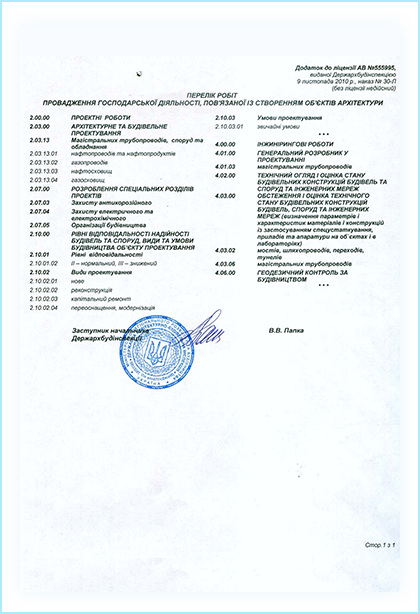 Додаток до ліцензії АВ №555995,
виданої Держархбудінспекцією
9 листопада 2010 р., наказ № 30-Л
(без ліцензії недійсний)
ПЕРЕЛІК РОБІТ
ПРОВАДЖЕННЯ ГОСПОДАРСЬКОЇ ДІЯЛЬНОСТІ, ПОВ'ЯЗАНОЇ ІЗ СТВОРЕННЯМ ОБ'ЄКТІВ АРХІТЕКТУРИ
2.00.00 ПРОЕКТНІ РОБОТИ
2.03.00 АРХІТЕКТУРНЕ ТА БУДІВЕЛЬНЕ
ПРОЕКТУВАННЯ
2.03.13 Магістральних трубопроводів, споруд та
обладнання
2.03.13.01 нафтопроводів та нафтопродуктів
2.03.13.02 газопроводів
2.03.13.03 нафтосховищ
2.03.13.04 газосховищ
2.07.00 РОЗРОБЛЕННЯ СПЕЦІАЛЬНИХ РОЗДІЛІВ
ПРОЕКТІВ
2.07.03 Захисту антикорозійного
2.07.04 Захисту електричного та
електрохімічного
2.07.05 Організації будівництва
2.10.00 РІВНІ ВІДПОВІДАЛЬНОСТІ НАДІЙНОСТІ
БУДІВЕЛЬ ТА СПОРУД, ВИДИ ТА УМОВИ
БУДІВНИЦТВА ОБ'ЄКТУ ПРОЕКТУВАННЯ
2.10.01 Рівні відповідальності
2.10.01.02 ІІ – нормальний, ІІІ – знижений
2.10.02 Види проектування
2.10.02.01 нове
2.10.02.02 реконструкція
2.10.02.03 капітальний ремонт
2.10.02.04 переоснащення, модернізація
2.10.03 Умови проектування
2.10.03.01 звичайні умови
* * *
4.00.00 ІНЖИНІРИНГОВІ РОБОТИ
4.01.00 ГЕНЕРАЛЬНИЙ РОЗРОБНИК У
ПРОЕКТУВАННІ
4.01.03 магістральних трубопроводів
4.02.00 ТЕХНІЧНИЙ ОГЛЯД І ОЦІНКА СТАНУ
БУДІВЕЛЬНИХ КОНСТРУКЦІЙ БУДІВЕЛЬ ТА
СПОРУД ТА ІНЖЕНЕРНИХ МЕРЕЖ
4.03.00 ОБСТЕЖЕННЯ І ОЦІНКА ТЕХНІЧНОГО
СТАНУ БУДІВЕЛЬНИХ КОНСТРУКЦІЙ
БУДІВЕЛЬ, СПОРУД ТА ІНЖЕНЕРНИХ
МЕРЕЖ (визначення параметрів і
характеристик матеріалів і конструкцій
із застосуванням спецустаткування,
приладів та апаратури на об'єктах і в
лабораторіях)
4.03.02 мостів, шляхопроводів, переходів,
тунелів
4.03.06 магістральних трубопроводів
4.06.00 ГЕОДЕЗИЧНИЙ КОНТРОЛЬ ЗА
БУДІВНИЦТВОМ
* * *
Заступник начальника
Держархбудінспекції
В.В. Папка
УКРАЇНА
Стор.1 з 1